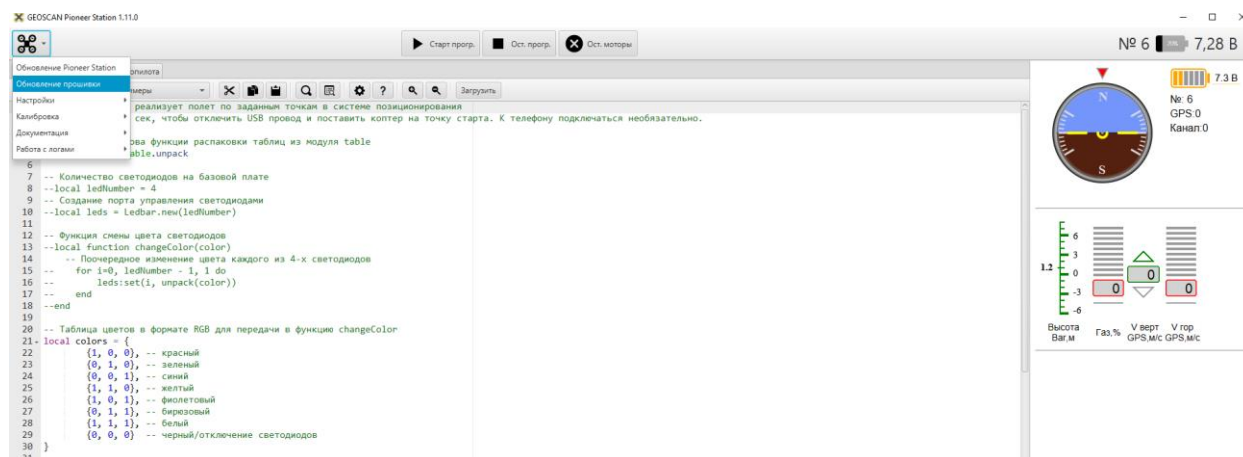 GEOSCAN Pioneer Station 1.11.0
Старт прогр. Ост. прогр. Ост. моторы
№ 6 7,28 В
Обновление Pioneer Station
Обновление прошивки
Настройки
Калибровка
Документация
Работа с логами
опилота
меры
? Загрузить
реализует полет по заданным точкам в системе позиционирования
сек, чтобы отключить USB провод и поставить коптер на точку старта. К телефону подключаться необязательно.
ова функции распаковки таблиц из модуля table
able.unpack
6
7 -- Количество светодиодов на базовой плате
8 --local ledNumber = 4
9 -- Создание порта управления светодиодами
10 --local leds = Ledbar.new(ledNumber)
11
12 -- Функция смены цвета светодиодов
13 --local function changeColor(color)
14 -- Поочередное изменение цвета каждого из 4-х светодиодов
15 -- for i=0, ledNumber - 1, 1 do
16 -- leds:set(i, unpack(color))
17 -- end
18 --end
19
20 -- Таблица цветов в формате RGB для передачи в функцию changeColor
21 local colors = {
22 {1, 0, 0}, -- красный
23 {0, 1, 0}, -- зеленый
24 {0, 0, 1}, -- синий
25 {1, 1, 0}, -- желтый
26 {1, 0, 1}, -- фиолетовый
27 {0, 1, 1}, -- бирюзовый
28 {1, 1, 1}, -- белый
29 {0, 0, 0} -- черный/отключение светодиодов
30 }
N
S
7.3 В
№: 6
GPS:0
Канал:0
6
3
1.2 0
-3
-6
0 0 0
Высота Баг,м
Газ,%
V верт GPS,м/с
V гор GPS,м/с